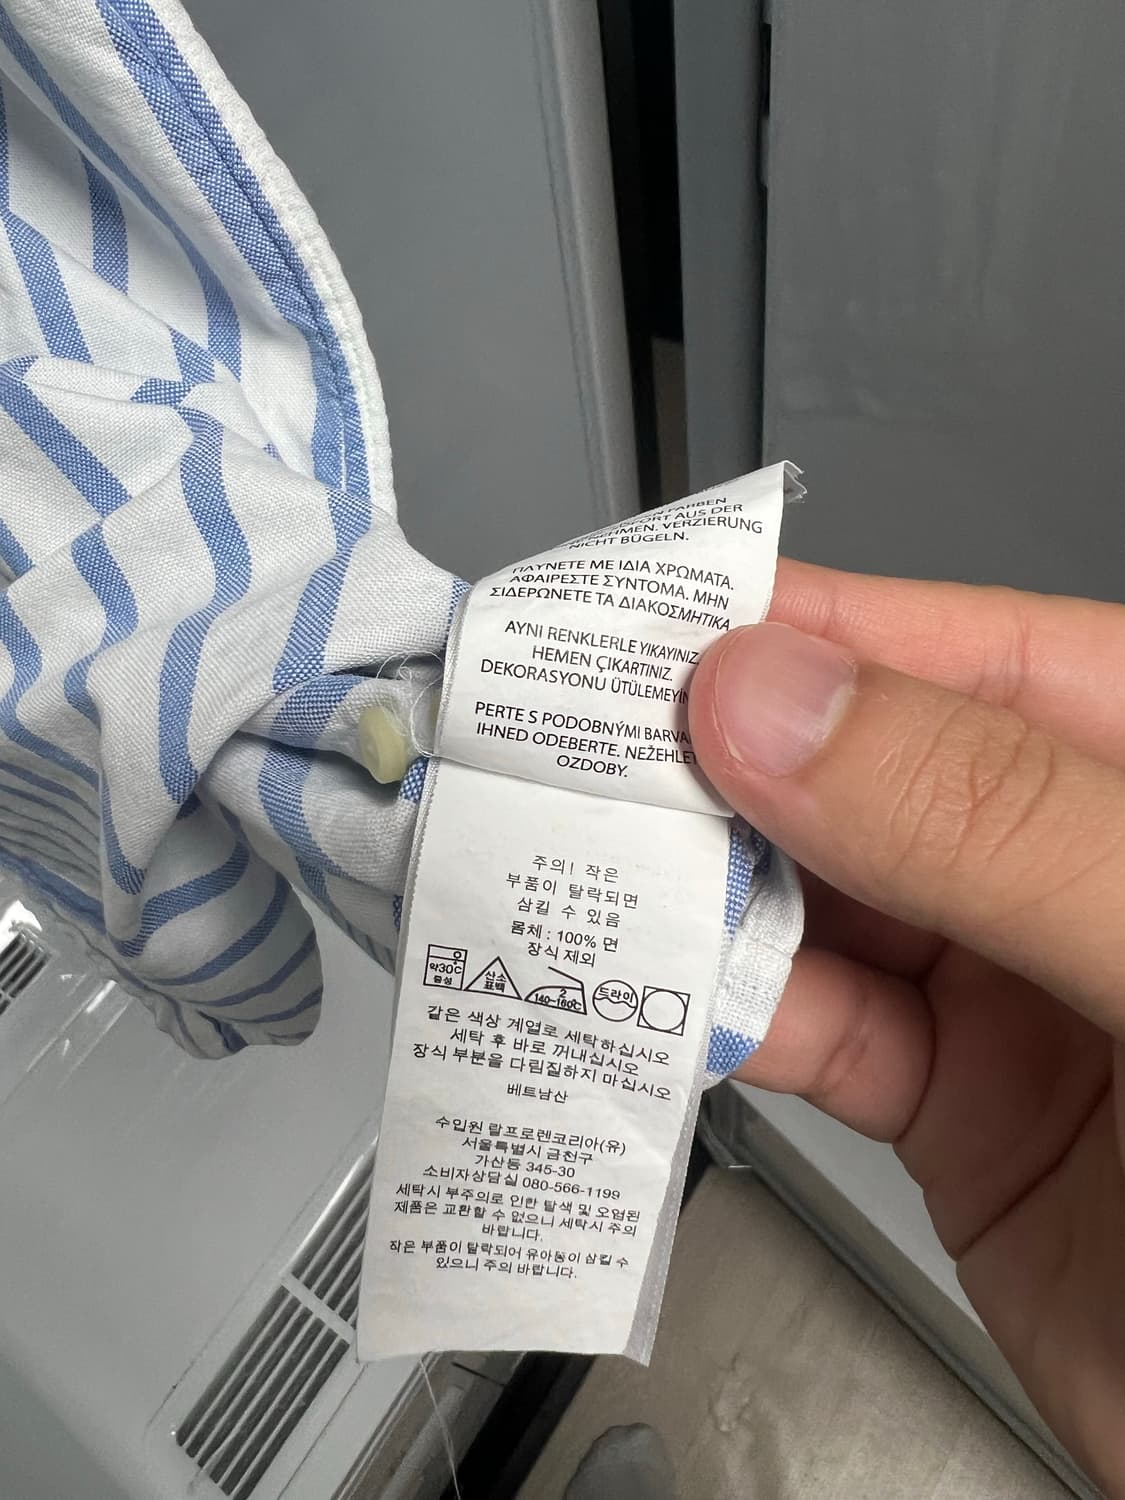 FARBEN
SOFORT AUS DER
VERZIERUNG
NICHT BÜGELN.
ΠΛΥΝΕΤΕ ΜΕ ΙΔΙΑ ΧΡΩΜΑΤΑ.
ΑΦΑΙΡΕΣΤΕ ΣΥΝΤΟΜΑ. ΜΗΝ
ΣΙΔΕΡΩΝΕΤΕ ΤΑ ΔΙΑΚΟΣΜΗΤΙΚΑ
AYNI RENKLERLE YIKAYINIZ.
HEMEN ÇIKARTINIZ.
DEKORASYONU ÜTÜLEMEYİN
PERTE S PODOBNÝMI BARVA
IHNED ODEBERTE. NEŽEHLET
OZDOBY.
주의! 작은
부품이 탈락되면
삼킬 수 있음
몸체 : 100% 면
장식 제외
약30℃
중성
산소
표백
2
140~160℃
드라이
같은 색상 계열로 세탁하십시오
세탁 후 바로 꺼내십시오
장식 부분을 다림질하지 마십시오
베트남산
수입원 랄프로렌코리아(유)
서울특별시 금천구
가산동 345-30
소비자상담실 080-566-1199
세탁시 부주의로 인한 탈색 및 오염된
제품은 교환할 수 없으니 세탁시 주의
바랍니다.
작은 부품이 탈락되어 유아동이 삼킬 수
있으니 주의 바랍니다.